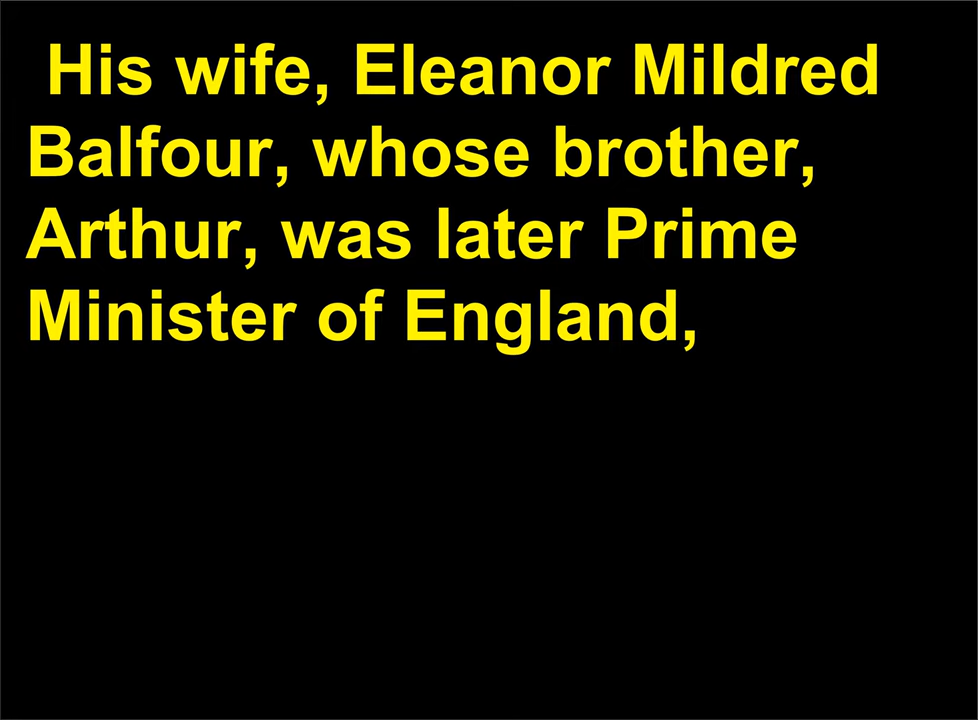 His wife, Eleanor Mildred
Balfour, whose brother,
Arthur, was later Prime
Minister of England,